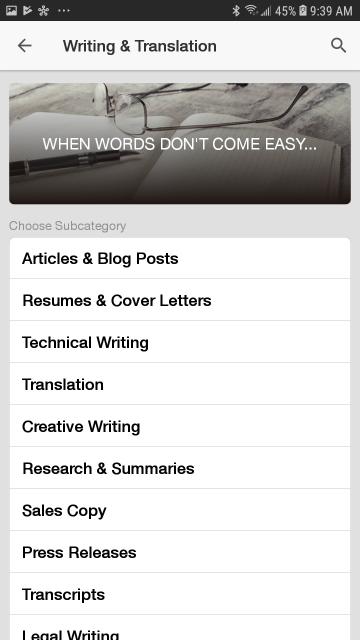 45% 9:39 AM
Writing & Translation
WHEN WORDS DON'T COME EASY...
Choose Subcategory
Articles & Blog Posts
Resumes & Cover Letters
Technical Writing
Translation
Creative Writing
Research & Summaries
Sales Copy
Press Releases
Transcripts
Legal Writing